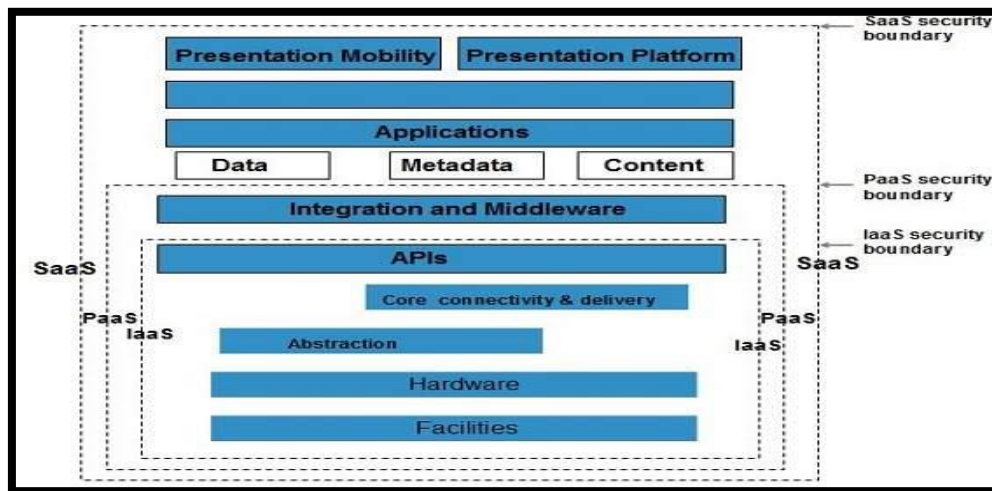 SaaS security
boundary
Presentation Mobility
Presentation Platform
Applications
Data
Metadata
Content
PaaS security
boundary
Integration and Middleware
IaaS security
boundary
APIs
SaaS
SaaS
Core connectivity & delivery
PaaS
PaaS
IaaS
Abstraction
IaaS
Hardware
Facilities